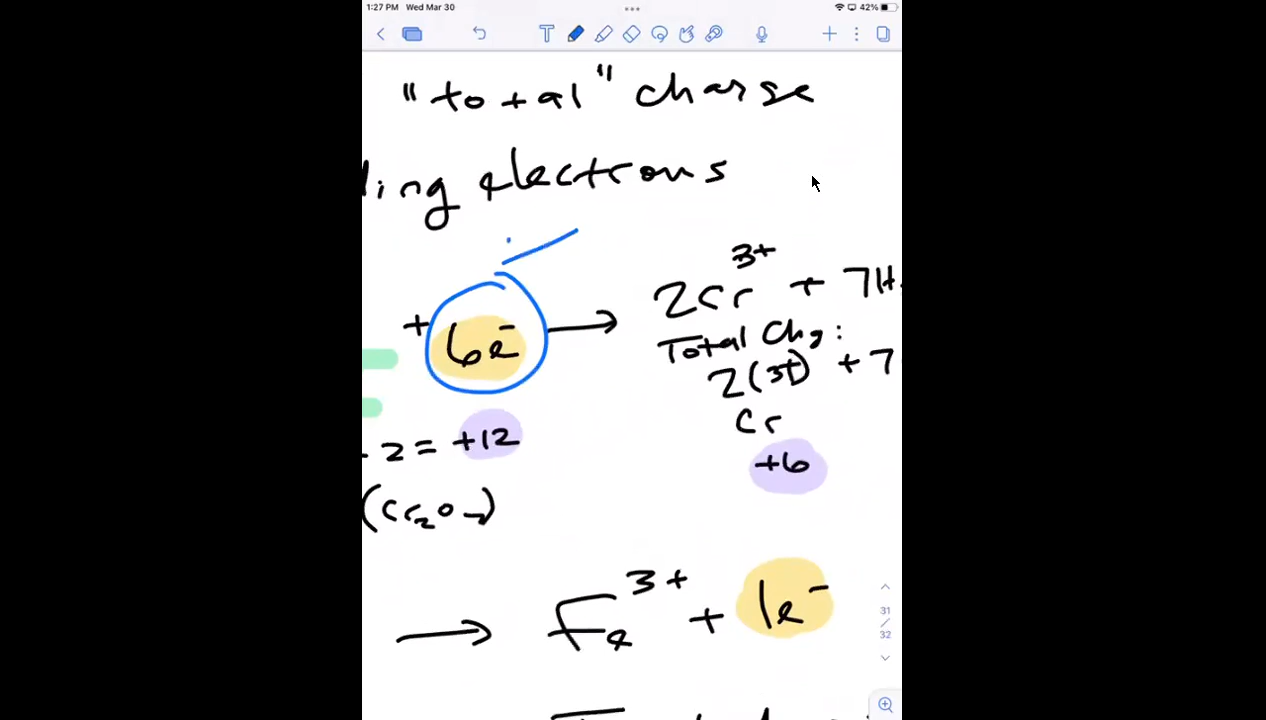 1:27 PM Wed Mar 30
42%
"total" charge
ling electrons
+ 6e⁻ → 2Cr³⁺ + 7H
Total Chg:
2(3+) + 7
Cr
2 = +12
+6
(Cr₂O₇)
→ Fe³⁺ + 1e⁻
31
/
32